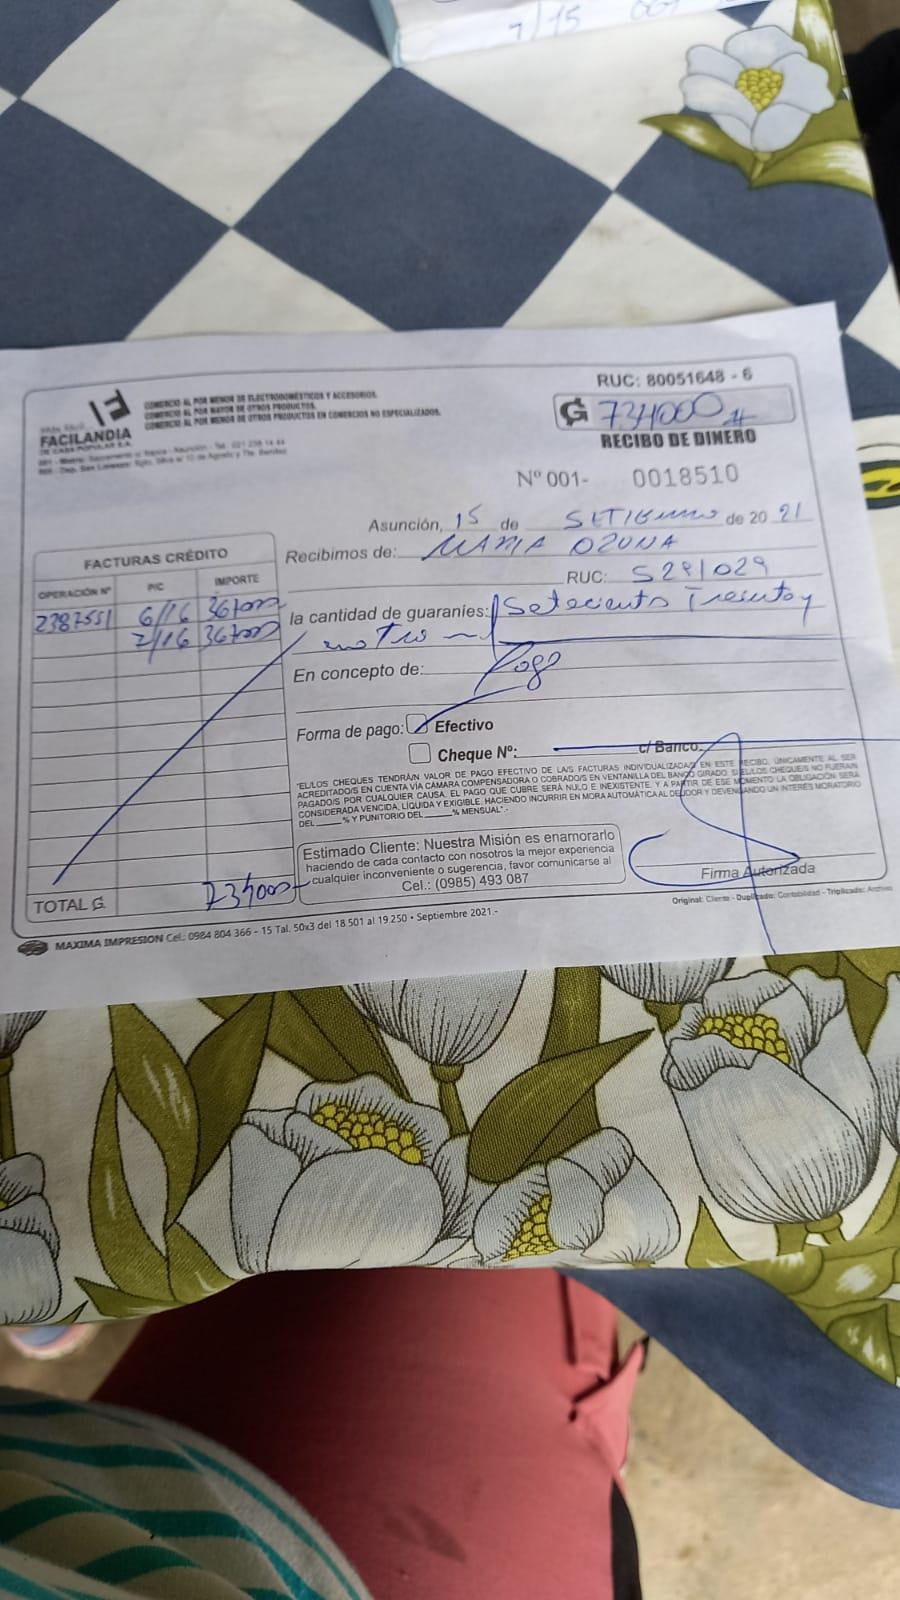 7/15
RUC: 80051648 - 6
COMERCIO AL POR MENOR DE ELECTRODOMÉSTICOS Y ACCESORIOS.
COMERCIO AL POR MAYOR DE OTROS PRODUCTOS.
COMERCIO AL POR MENOR DE OTROS PRODUCTOS EN COMERCIOS NO ESPECIALIZADOS.
FACILANDIA
DE CASA POPULAR S.A.
G 734000 #
RECIBO DE DINERO
Nº 001- 0018510
Asunción, 15 de SETIEMBRE de 20 21
Recibimos de: MARIA OZUNA
RUC: 5291029
la cantidad de guaraníes: Setecientos Treinta y
cuatro mil
En concepto de: Pago
Forma de pago: Efectivo
Cheque Nº: c/ Banco
FACTURAS CRÉDITO
OPERACIÓN Nº P/C IMPORTE
2387551 6/16 367000
7/16 367000
TOTAL G. 734000
"EL/LOS CHEQUES TENDRÁN VALOR DE PAGO EFECTIVO DE LA/S FACTURAS INDIVIDUALIZADA/S EN ESTE RECIBO, ÚNICAMENTE AL SER
ACREDITADO/S EN CUENTA VÍA CÁMARA COMPENSADORA O COBRADO/S EN VENTANILLA DEL BANCO GIRADO. SI EL/LOS CHEQUE/S NO FUERA/N
PAGADO/S POR CUALQUIER CAUSA, EL PAGO QUE CUBRE SERÁ NULO E INEXISTENTE, Y A PARTIR DE ESE MOMENTO LA OBLIGACIÓN SERÁ
CONSIDERADA VENCIDA, LÍQUIDA Y EXIGIBLE. HACIENDO INCURRIR EN MORA AUTOMÁTICA AL DEUDOR Y DEVENGANDO UN INTERÉS MORATORIO
DEL % Y PUNITORIO DEL % MENSUAL".-
Estimado Cliente: Nuestra Misión es enamorarlo
haciendo de cada contacto con nosotros la mejor experiencia
cualquier inconveniente o sugerencia, favor comunicarse al
Cel.: (0985) 493 087
Firma Autorizada
Original: Cliente - Duplicado: Contabilidad - Triplicado: Archivo
MAXIMA IMPRESION Cel.: 0984 804 366 - 15 Tal. 50x3 del 18.501 al 19.250 • Septiembre 2021.-